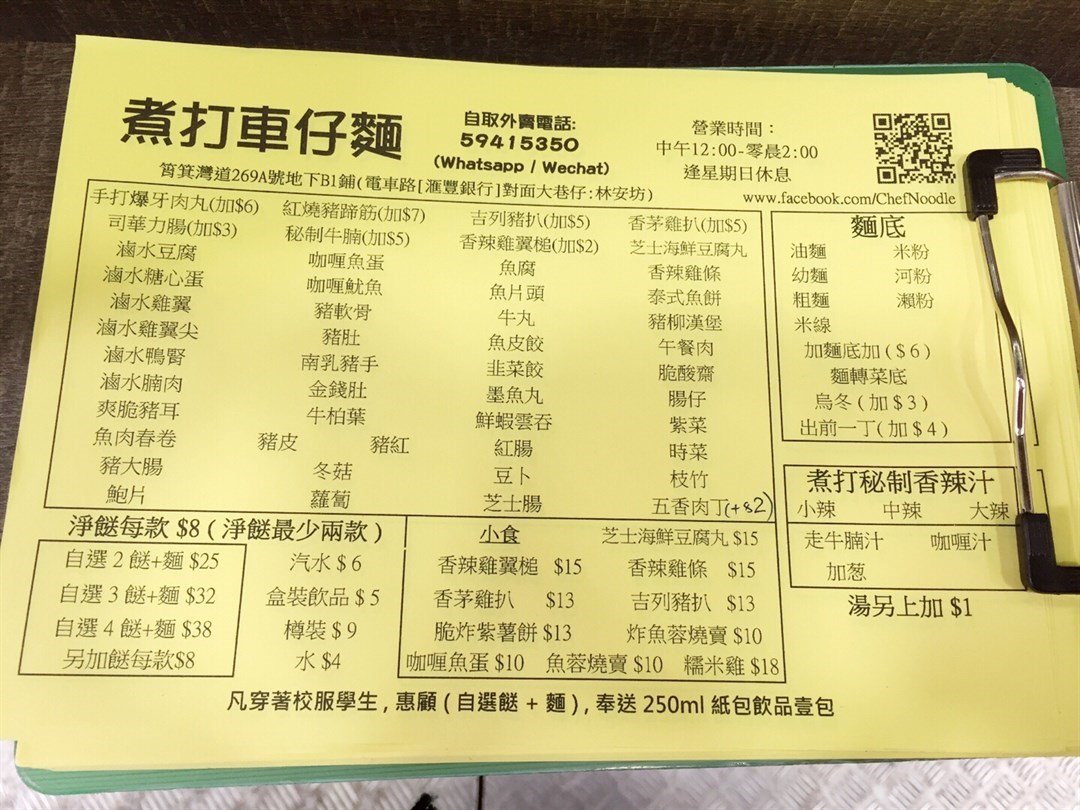 煮打車仔麵
自取外賣電話:
59415350
(Whatsapp / Wechat)
營業時間：
中午12:00-零晨2:00
逢星期日休息
筲箕灣道269A號地下B1鋪(電車路[滙豐銀行]對面大巷仔:林安坊)
www.facebook.com/ChefNoodle
手打爆牙肉丸(加$6) 紅燒豬蹄筋(加$7) 吉列豬扒(加$5) 香茅雞扒(加$5)
司華力腸(加$3) 秘制牛腩(加$5) 香辣雞翼槌(加$2) 芝士海鮮豆腐丸
滷水豆腐 咖喱魚蛋 魚腐 香辣雞條
滷水糖心蛋 咖喱魷魚 魚片頭 泰式魚餅
滷水雞翼 豬軟骨 牛丸 豬柳漢堡
滷水雞翼尖 豬肚 魚皮餃 午餐肉
滷水鴨腎 南乳豬手 韭菜餃 脆酸齋
滷水腩肉 金錢肚 墨魚丸 腸仔
爽脆豬耳 牛柏葉 鮮蝦雲吞 紫菜
魚肉春卷 豬皮 豬紅 紅腸 時菜
豬大腸 冬菇 豆卜 枝竹
鮑片 蘿蔔 芝士腸 五香肉丁(+$2)
麵底
油麵 米粉
幼麵 河粉
粗麵 瀨粉
米線
加麵底加($6)
麵轉菜底
烏冬(加$3)
出前一丁(加$4)
煮打秘制香辣汁
小辣 中辣 大辣
走牛腩汁 咖喱汁
加葱
湯另上加 $1
淨餸每款 $8 ( 淨餸最少兩款 )
自選 2 餸+麵 $25
自選 3 餸+麵 $32
自選 4 餸+麵 $38
另加餸每款$8
汽水 $ 6
盒裝飲品 $ 5
樽裝 $ 9
水 $4
小食 芝士海鮮豆腐丸 $15
香辣雞翼槌 $15 香辣雞條 $15
香茅雞扒 $13 吉列豬扒 $13
脆炸紫薯餅 $13 炸魚蓉燒賣 $10
咖喱魚蛋 $10 魚蓉燒賣 $10 糯米雞 $18
凡穿著校服學生 , 惠顧 ( 自選餸 + 麵 ) , 奉送 250ml 紙包飲品壹包